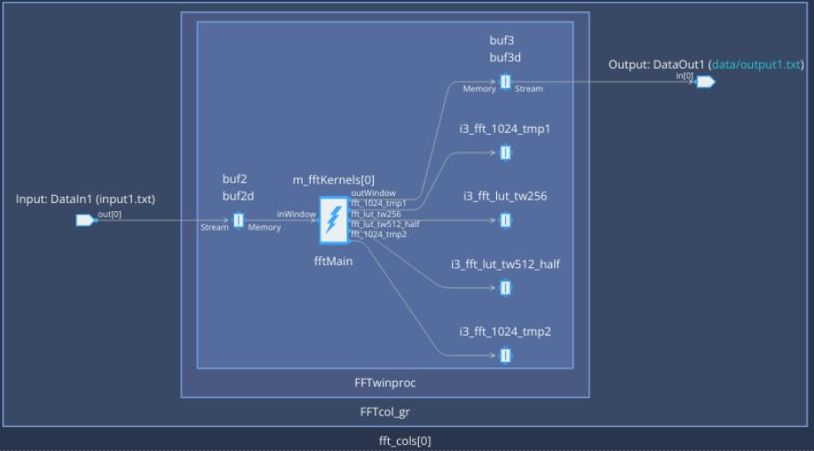 buf3
buf3d
Output: DataOut1 (data/output1.txt)
in[0]
Memory
Stream
i3_fft_1024_tmp1
buf2
buf2d
m_fftKernels[0]
Input: DataIn1 (input1.txt)
out[0]
Stream
Memory
inWindow
outWindow
fft_1024_tmp1
fft_lut_tw256
fft_lut_tw512_half
fft_1024_tmp2
fftMain
i3_fft_lut_tw256
i3_fft_lut_tw512_half
i3_fft_1024_tmp2
FFTwinproc
FFTcol_gr
fft_cols[0]